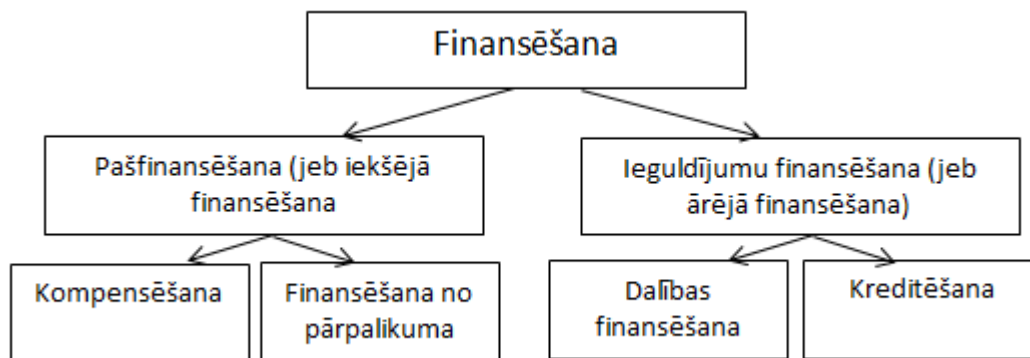 Finansēšana
Pašfinansēšana (jeb iekšējā
finansēšana
Ieguldījumu finansēšana (jeb
ārējā finansēšana)
Kompensēšana
Finansēšana no
pārpalikuma
Dalības
finansēšana
Kreditēšana